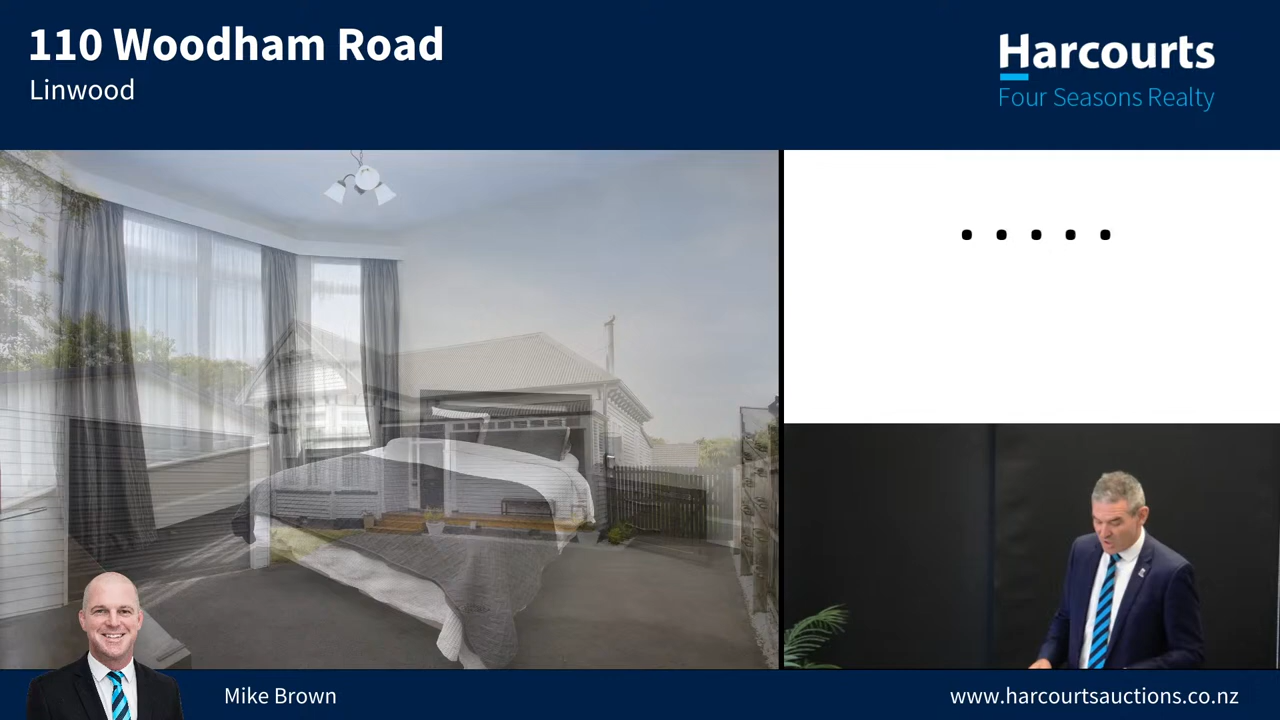 110 Woodham Road
Linwood
Harcourts
Four Seasons Realty
. . . . .
Mike Brown
www.harcourtsauctions.co.nz